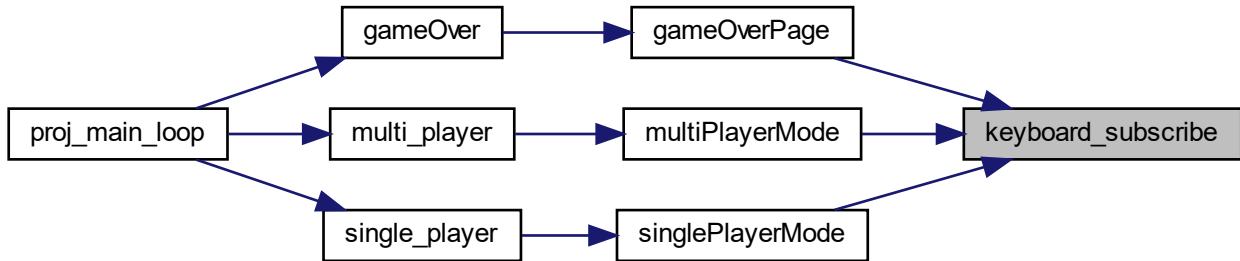 gameOver
gameOverPage
proj_main_loop
multi_player
multiPlayerMode
keyboard_subscribe
single_player
singlePlayerMode